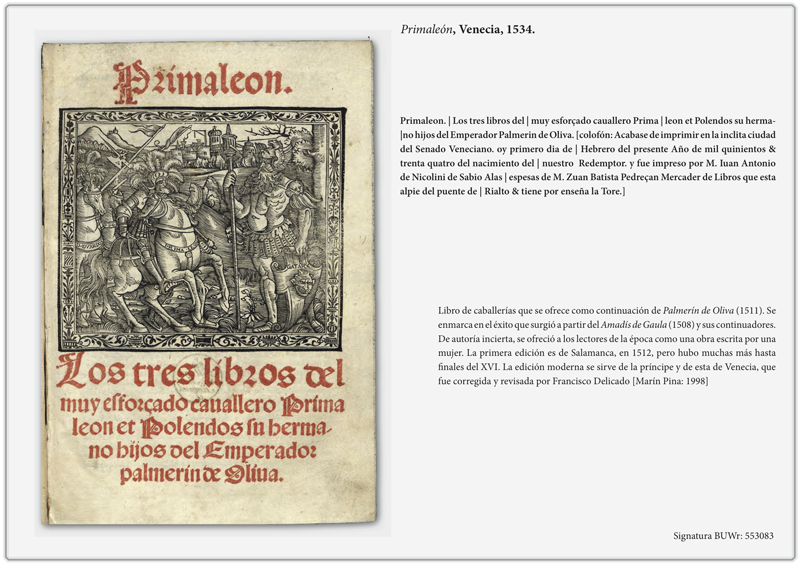 Primaleon.
Los tres libros del
muy esforçado cauallero Prima
leon et Polendos su herma-
no hijos del Emperador
palmerin de Oliua.
Primaleón, Venecia, 1534.
Primaleon. | Los tres libros del | muy esforçado cauallero Prima | leon et Polendos su herma-
|no hijos del Emperador Palmerin de Oliva. [colofón: Acabase de imprimir en la inclita ciudad
del Senado Veneciano. oy primero dia de | Hebrero del presente Año de mil quinientos &
trenta quatro del nacimiento del | nuestro Redemptor. y fue impreso por M. Iuan Antonio
de Nicolini de Sabio Alas | espesas de M. Zuan Batista Pedreçan Mercader de Libros que esta
alpie del puente de | Rialto & tiene por enseña la Tore.]
Libro de caballerías que se ofrece como continuación de Palmerín de Oliva (1511). Se
enmarca en el éxito que surgió a partir del Amadís de Gaula (1508) y sus continuadores.
De autoría incierta, se ofreció a los lectores de la época como una obra escrita por una
mujer. La primera edición es de Salamanca, en 1512, pero hubo muchas más hasta
finales del XVI. La edición moderna se sirve de la príncipe y de esta de Venecia, que
fue corregida y revisada por Francisco Delicado [Marín Pina: 1998]
Signatura BUWr: 553083